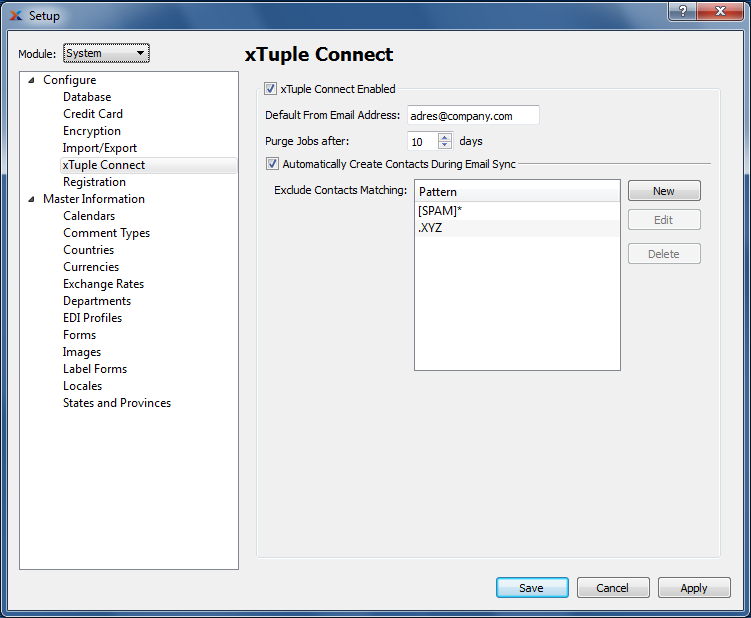 Setup
?
Module: System
xTuple Connect
Configure
Database
Credit Card
Encryption
Import/Export
xTuple Connect
Registration
Master Information
Calendars
Comment Types
Countries
Currencies
Exchange Rates
Departments
EDI Profiles
Forms
Images
Label Forms
Locales
States and Provinces
xTuple Connect Enabled
Default From Email Address: adres@company.com
Purge Jobs after: 10 days
Automatically Create Contacts During Email Sync
Exclude Contacts Matching:
Pattern
[SPAM]*
.XYZ
New
Edit
Delete
Save Cancel Apply